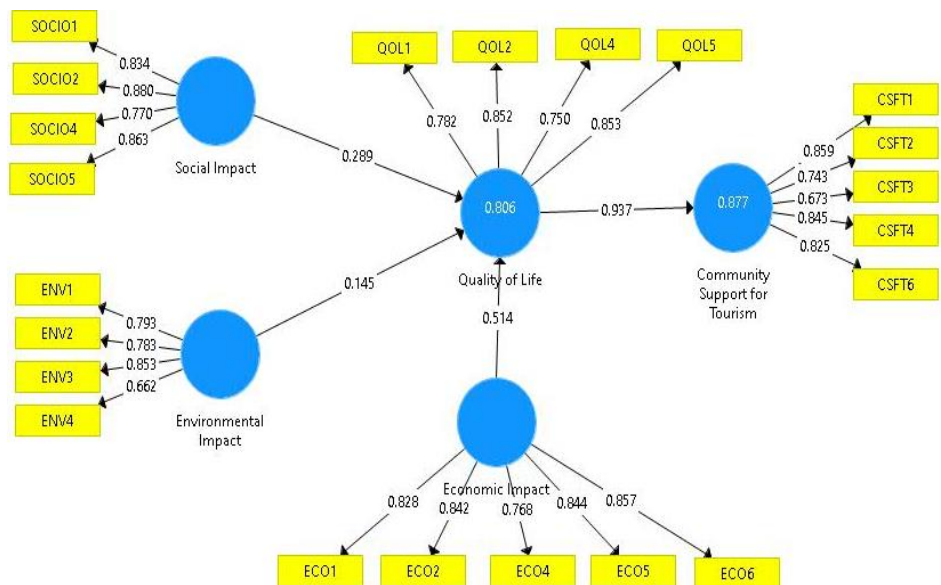 SOCIO1
SOCIO2
SOCIO4
SOCIO5
0.834
0.880
0.770
0.863
Social Impact
0.289
QOL1
QOL2
QOL4
QOL5
0.782
0.852
0.750
0.853
0.806
Quality of Life
0.937
0.877
Community
Support for
Tourism
CSFT1
CSFT2
CSFT3
CSFT4
CSFT6
0.859
0.743
0.673
0.845
0.825
ENV1
ENV2
ENV3
ENV4
0.793
0.783
0.853
0.662
Environmental
Impact
0.145
0.514
Economic Impact
0.828
0.842
0.768
0.844
0.857
ECO1
ECO2
ECO4
ECO5
ECO6